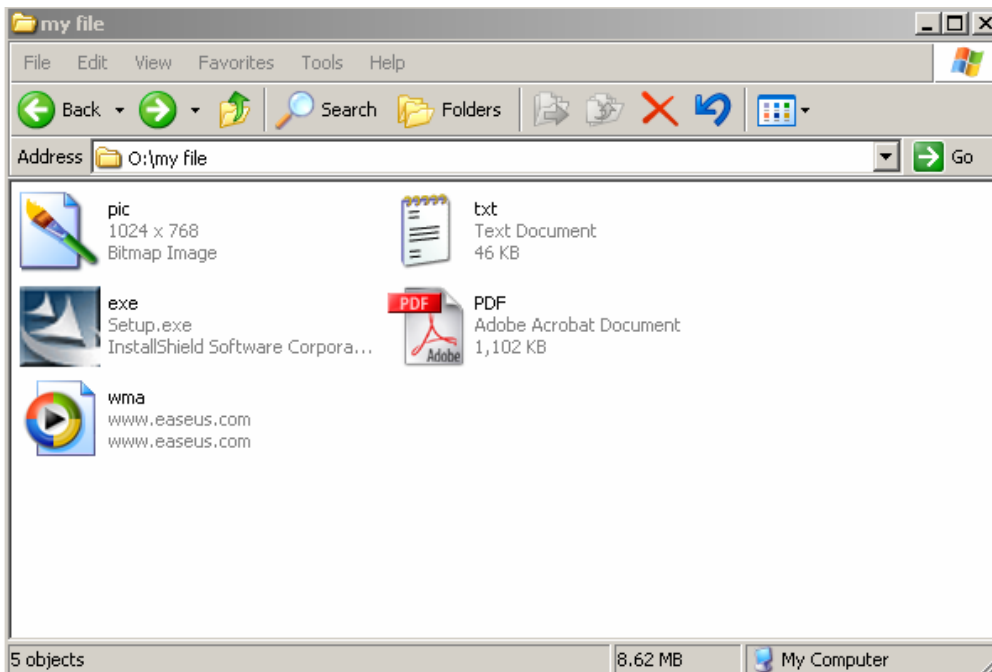 my file
File Edit View Favorites Tools Help
Back Search Folders
Address O:\my file Go
pic
1024 x 768
Bitmap Image
txt
Text Document
46 KB
exe
Setup.exe
InstallShield Software Corpora...
PDF
PDF
Adobe
Adobe Acrobat Document
1,102 KB
wma
www.easeus.com
www.easeus.com
5 objects 8.62 MB My Computer